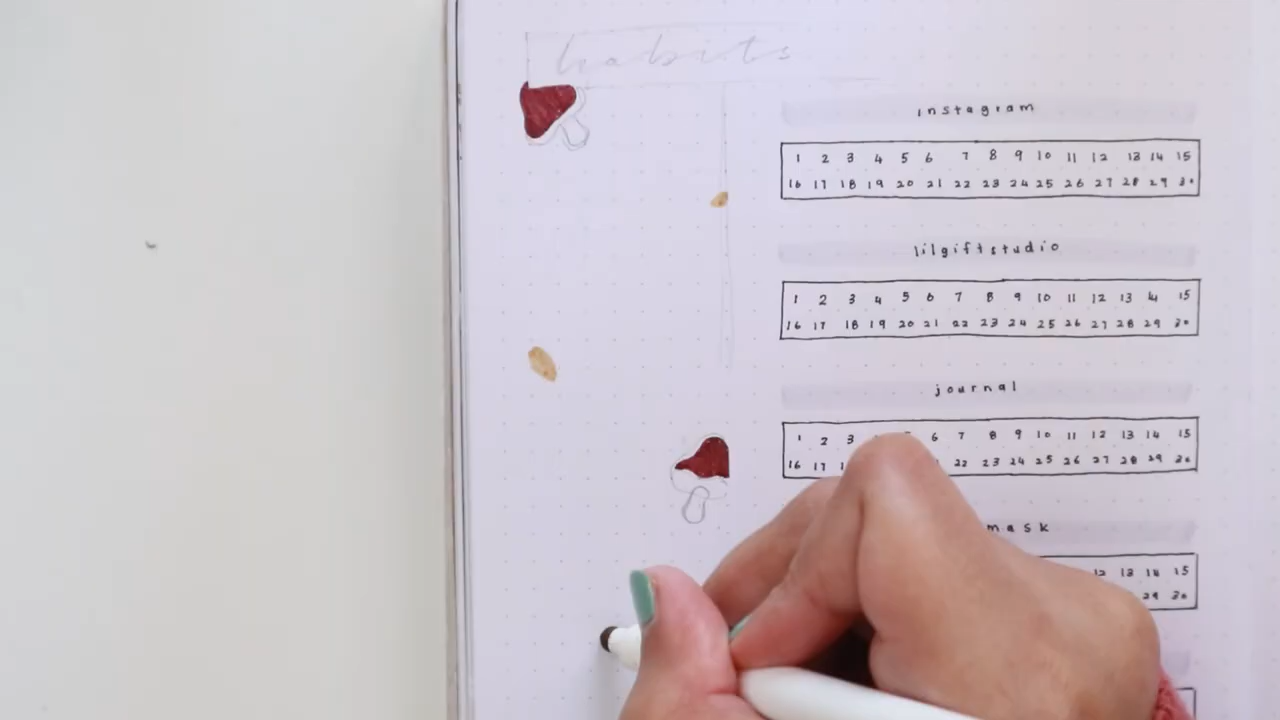 habits
instagram
1 2 3 4 5 6 7 8 9 10 11 12 13 14 15
16 17 18 19 20 21 22 23 24 25 26 27 28 29 30
lilgiftstudio
1 2 3 4 5 6 7 8 9 10 11 12 13 14 15
16 17 18 19 20 21 22 23 24 25 26 27 28 29 30
journal
1 2 3 6 7 8 9 10 11 12 13 14 15
16 17 22 23 24 25 26 27 28 29 30
mask
12 13 14 15
29 30